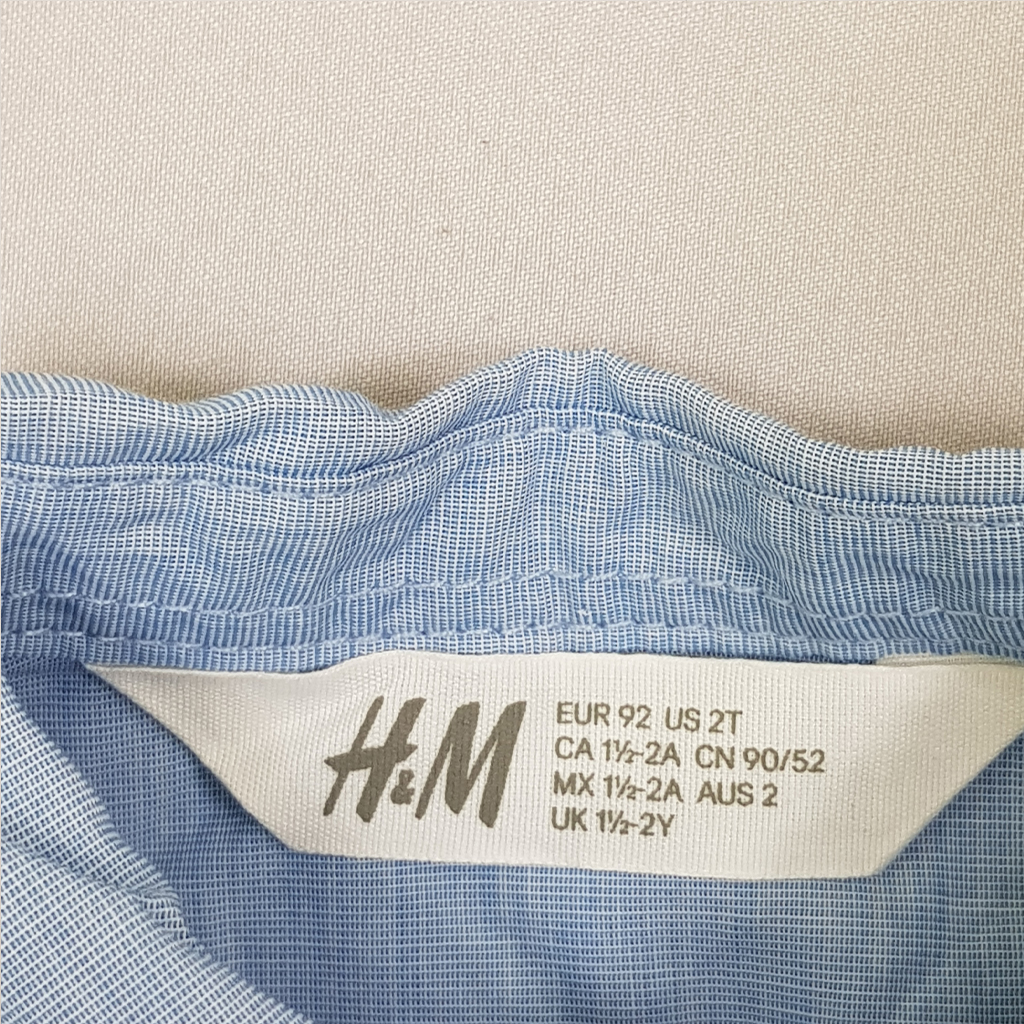 H&M
EUR 92 US 2T
CA 1½-2A CN 90/52
MX 1½-2A AUS 2
UK 1½-2Y